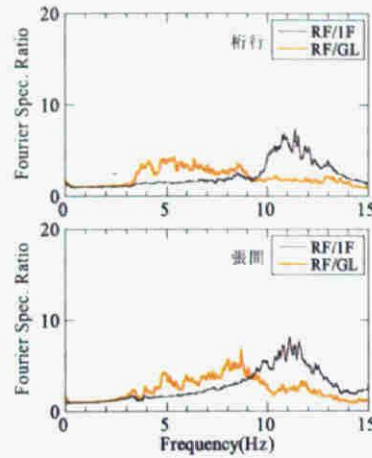 20
RF/1F
RF/GL
桁行
Fourier Spec. Ratio
10
0
0 5 10 15
20
RF/1F
RF/GL
張間
Fourier Spec. Ratio
10
0
0 5 10 15
Frequency(Hz)